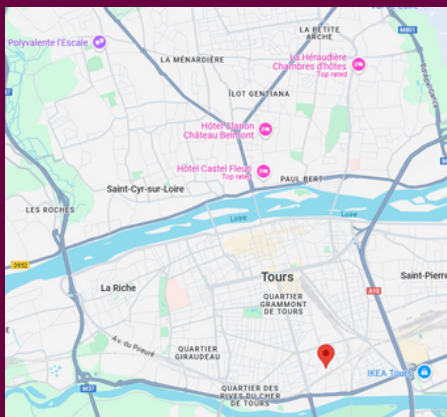 M801
LA PETITE
ARCHE
Polyvalente l'Escale
LA MÉNARDIÈRE
La Héraudière
Chambres d'hôtes
Top rated
ÎLOT GENTIANA
Hôtel Clarion
Château Belmont
Hôtel Castel Fleuri
Top rated
PAUL BERT
Saint-Cyr-sur-Loire
LES ROCHES
Loire
Loire
D952
Tours
Saint-Pierre
La Riche
A10
QUARTIER
GRAMMONT
DE TOURS
Av. du Prieuré
QUARTIER
GIRAUDEAU
IKEA Tours
M37
QUARTIER DES
RIVES DU CHER
DE TOURS